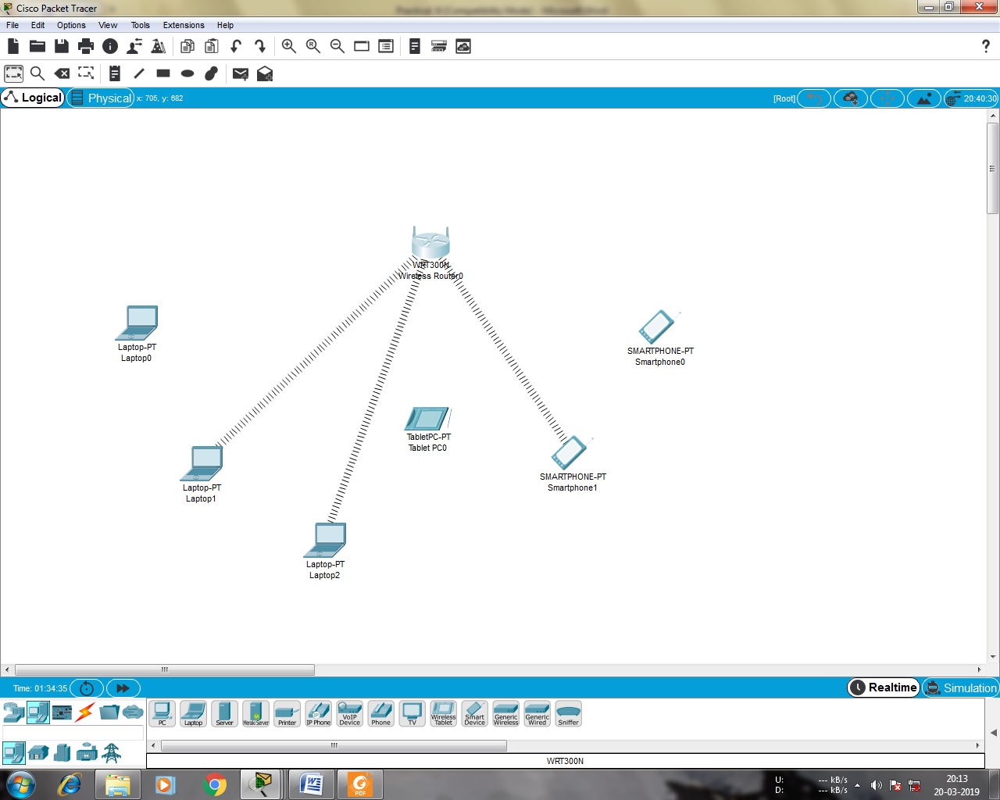 Cisco Packet Tracer
File Edit Options View Tools Extensions Help
Logical Physical x: 705, y: 682 [Root] 20:40:30
WRT300N
Wireless Router0
Laptop-PT
Laptop0
SMARTPHONE-PT
Smartphone0
TabletPC-PT
Tablet PC0
Laptop-PT
Laptop1
SMARTPHONE-PT
Smartphone1
Laptop-PT
Laptop2
Time: 01:34:35 Realtime Simulation
PC Laptop Server Meraki Server Printer IP Phone VoIP Device Phone TV Wireless Tablet Smart Device Generic Wireless Generic Wired Sniffer
WRT300N
U: --- kB/s
D: --- kB/s
20:13
20-03-2019